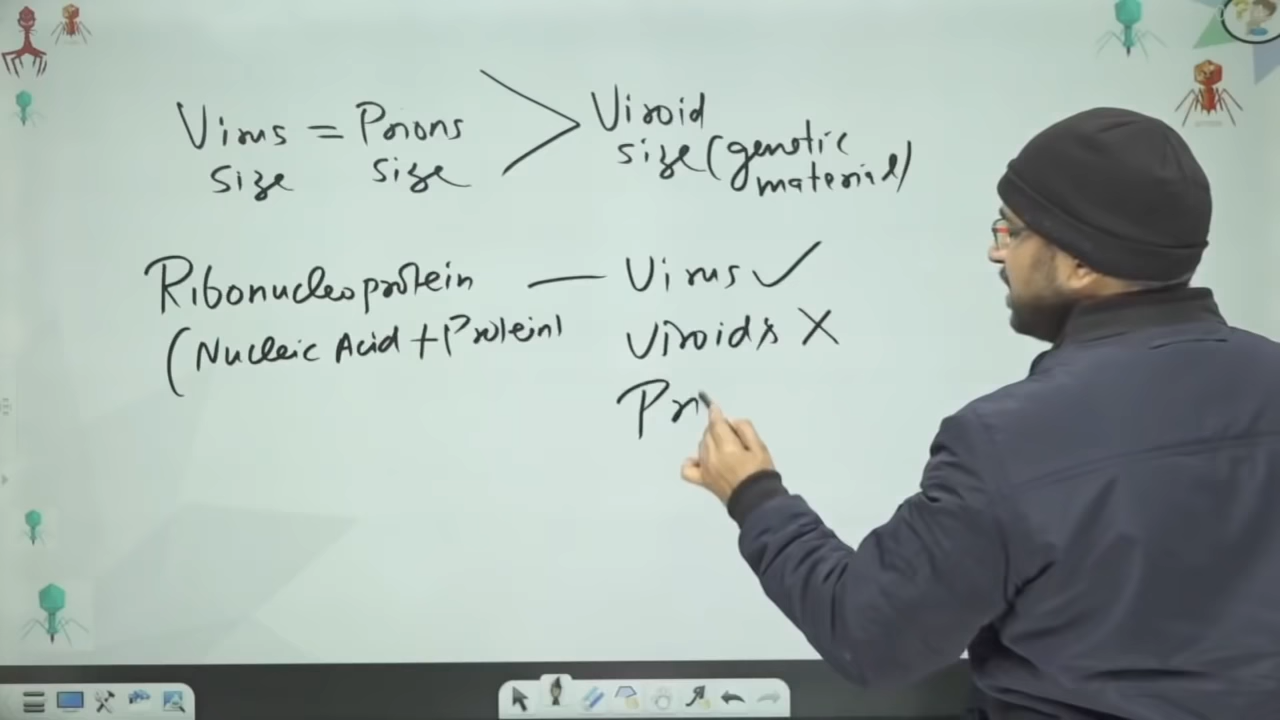 Virus = Prions > Viroid
size size size (genetic material)
Ribonucleoprotein — Virus ✓
(Nucleic Acid + Protein) Viroids X
Pr